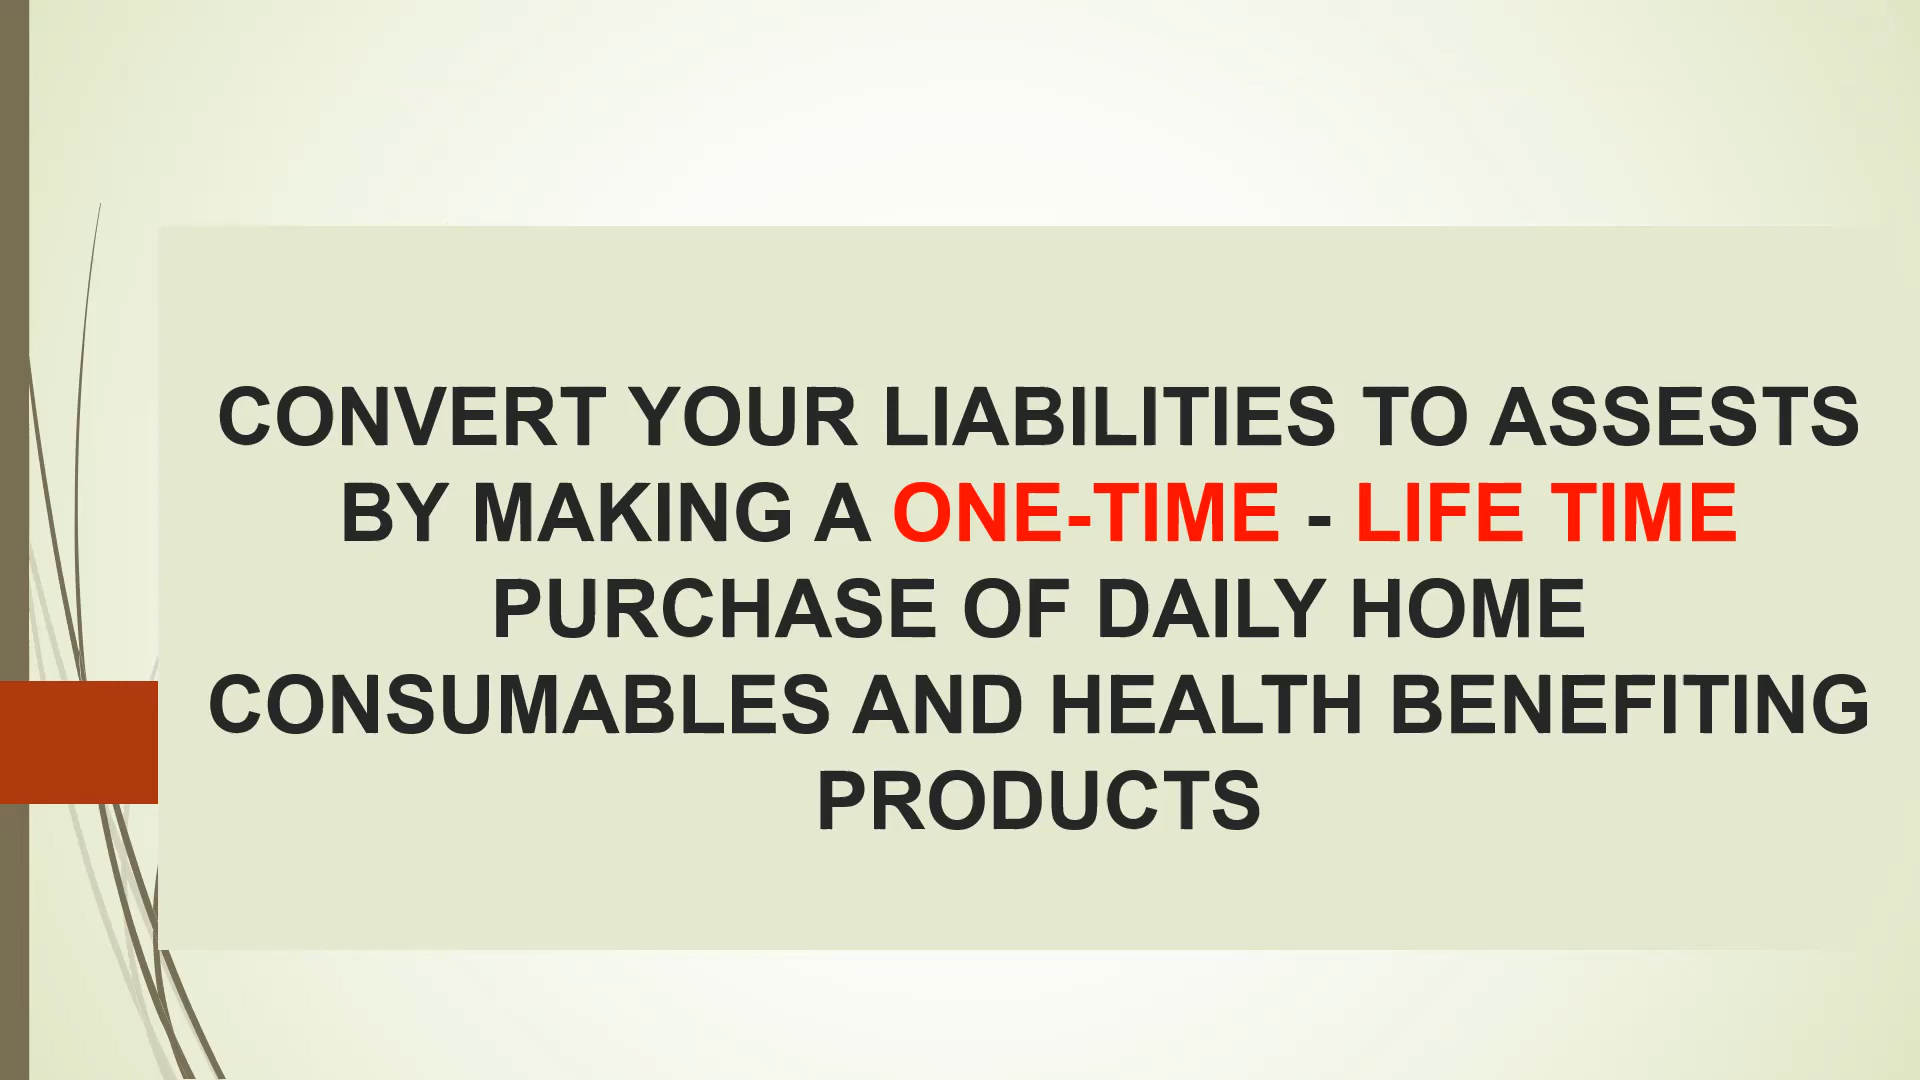 CONVERT YOUR LIABILITIES TO ASSESTS
BY MAKING A ONE-TIME - LIFE TIME
PURCHASE OF DAILY HOME
CONSUMABLES AND HEALTH BENEFITING
PRODUCTS